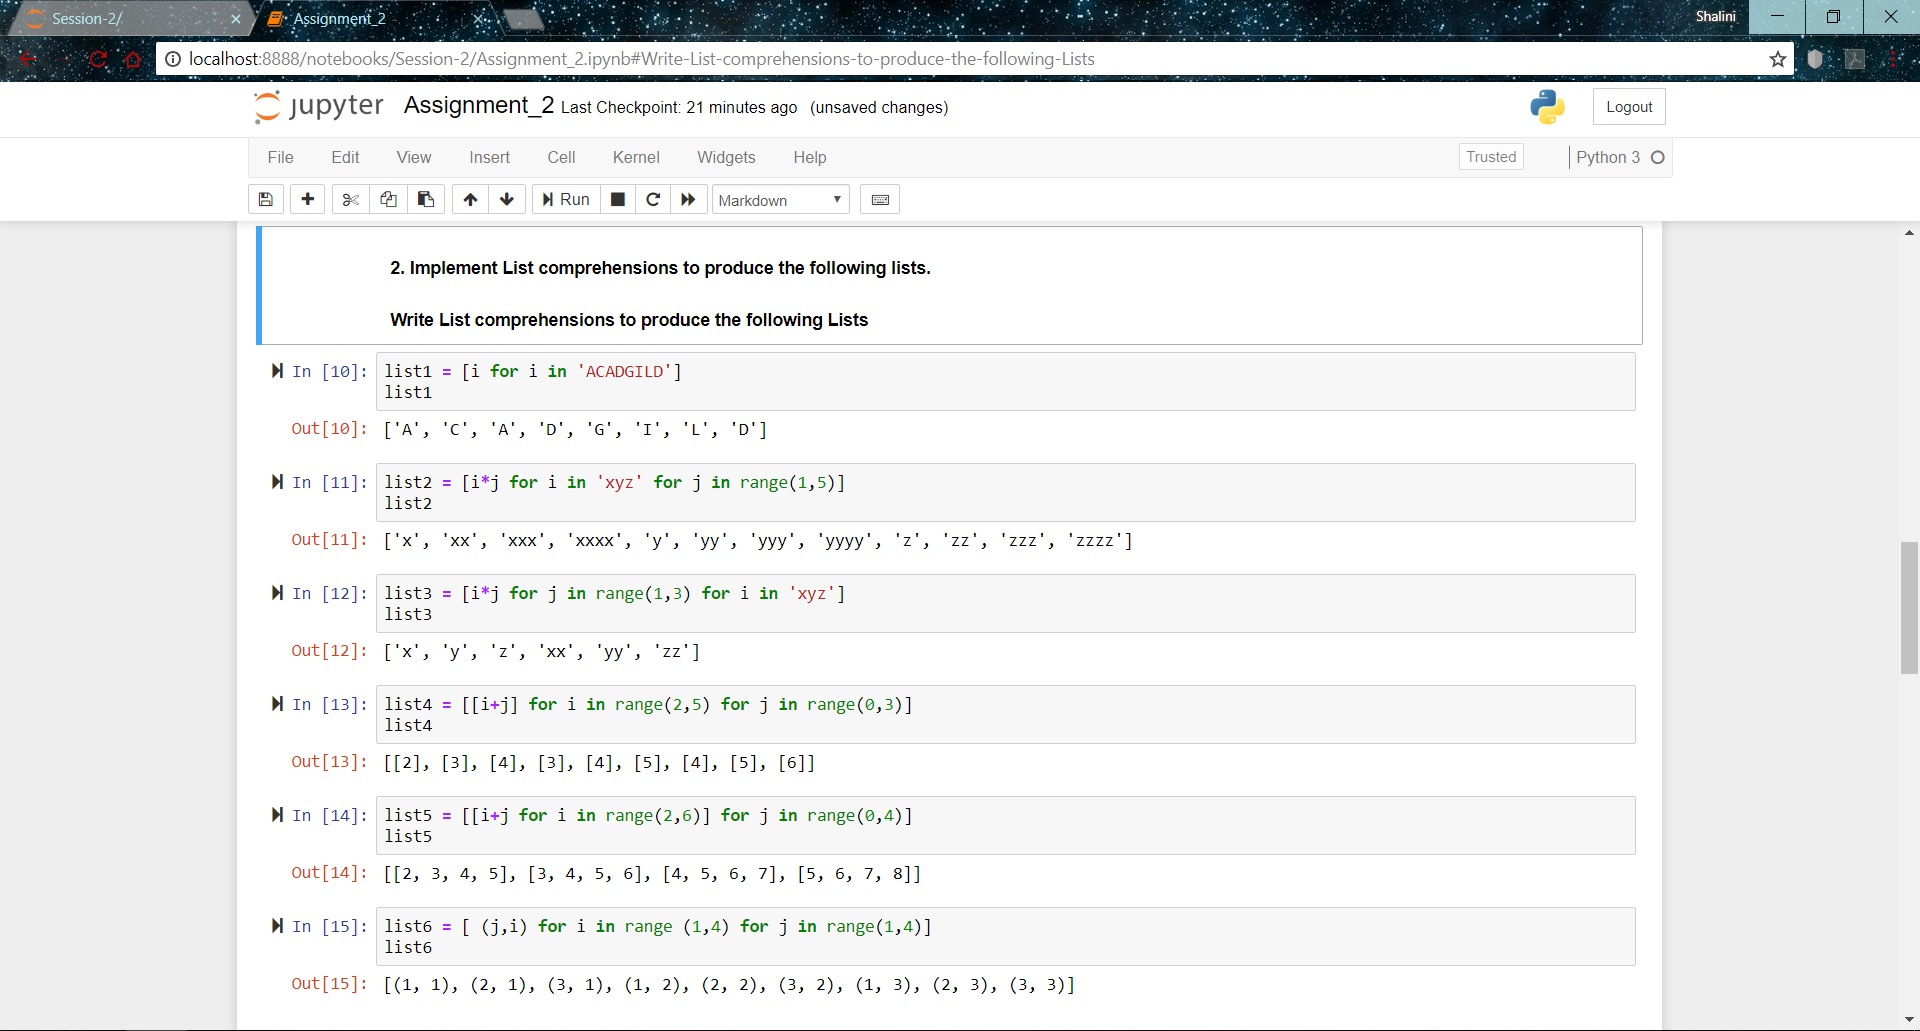 Session-2/
Assignment_2
Shalini
localhost:8888/notebooks/Session-2/Assignment_2.ipynb#Write-List-comprehensions-to-produce-the-following-Lists
jupyter Assignment_2 Last Checkpoint: 21 minutes ago (unsaved changes)
Logout
File Edit View Insert Cell Kernel Widgets Help
Trusted
Python 3
Run
Markdown
2. Implement List comprehensions to produce the following lists.
Write List comprehensions to produce the following Lists
In [10]: list1 = [i for i in 'ACADGILD']
list1
Out[10]: ['A', 'C', 'A', 'D', 'G', 'I', 'L', 'D']
In [11]: list2 = [i*j for i in 'xyz' for j in range(1,5)]
list2
Out[11]: ['x', 'xx', 'xxx', 'xxxx', 'y', 'yy', 'yyy', 'yyyy', 'z', 'zz', 'zzz', 'zzzz']
In [12]: list3 = [i*j for j in range(1,3) for i in 'xyz']
list3
Out[12]: ['x', 'y', 'z', 'xx', 'yy', 'zz']
In [13]: list4 = [[i+j] for i in range(2,5) for j in range(0,3)]
list4
Out[13]: [[2], [3], [4], [3], [4], [5], [4], [5], [6]]
In [14]: list5 = [[i+j for i in range(2,6)] for j in range(0,4)]
list5
Out[14]: [[2, 3, 4, 5], [3, 4, 5, 6], [4, 5, 6, 7], [5, 6, 7, 8]]
In [15]: list6 = [ (j,i) for i in range (1,4) for j in range(1,4)]
list6
Out[15]: [(1, 1), (2, 1), (3, 1), (1, 2), (2, 2), (3, 2), (1, 3), (2, 3), (3, 3)]